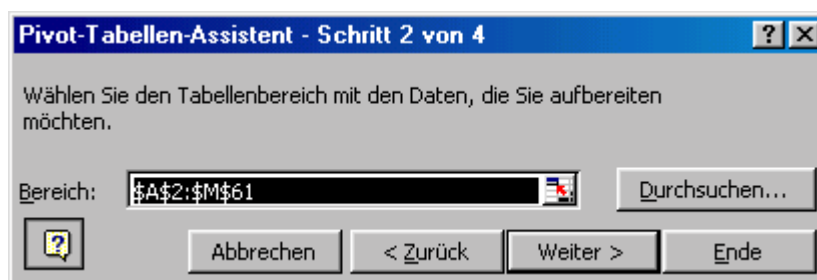 Pivot-Tabellen-Assistent - Schritt 2 von 4
Wählen Sie den Tabellenbereich mit den Daten, die Sie aufbereiten
möchten.
Bereich: $A$2:$M$61 Durchsuchen...
Abbrechen < Zurück Weiter > Ende